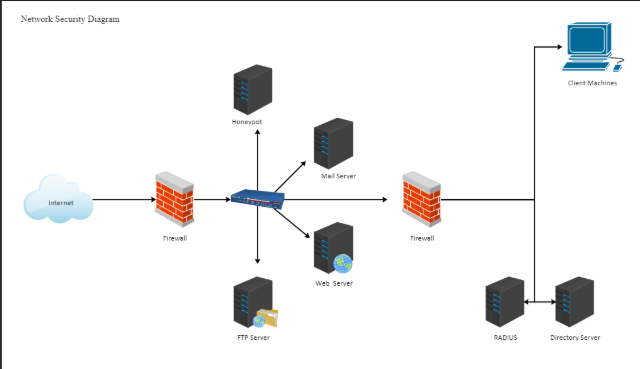 Network Security Diagram
Client Machines
Honeypot
Mail Server
Internet
Firewall
Firewall
Web Server
FTP Server
RADIUS
Directory Server